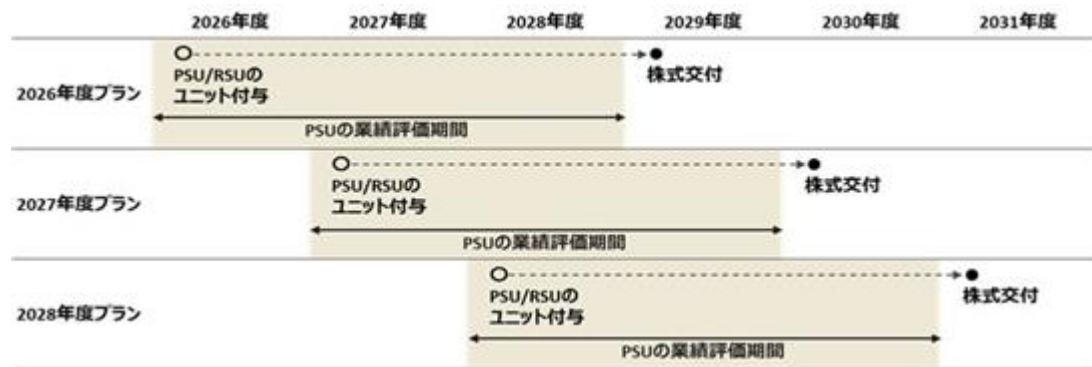 2026年度 2027年度 2028年度 2029年度 2030年度 2031年度
2026年度プラン
PSU/RSUの
ユニット付与
株式交付
PSUの業績評価期間
2027年度プラン
PSU/RSUの
ユニット付与
株式交付
PSUの業績評価期間
2028年度プラン
PSU/RSUの
ユニット付与
株式交付
PSUの業績評価期間